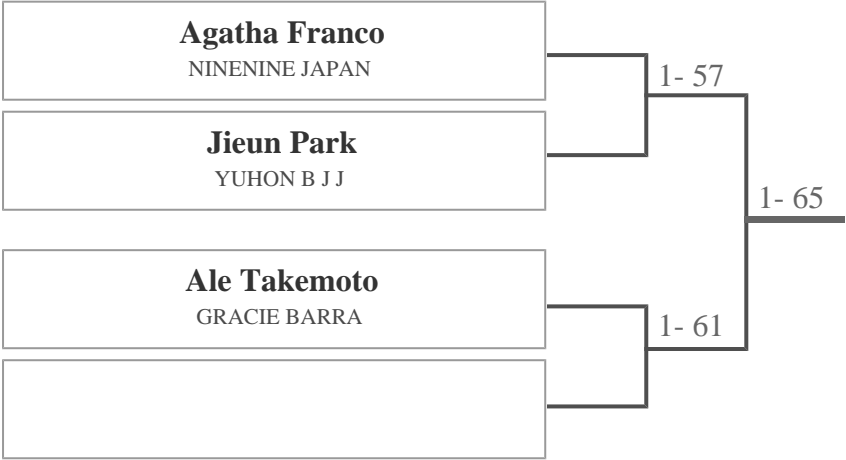 Agatha Franco
NINENINE JAPAN
1- 57
Jieun Park
YUHON B J J
1- 65
Ale Takemoto
GRACIE BARRA
1- 61